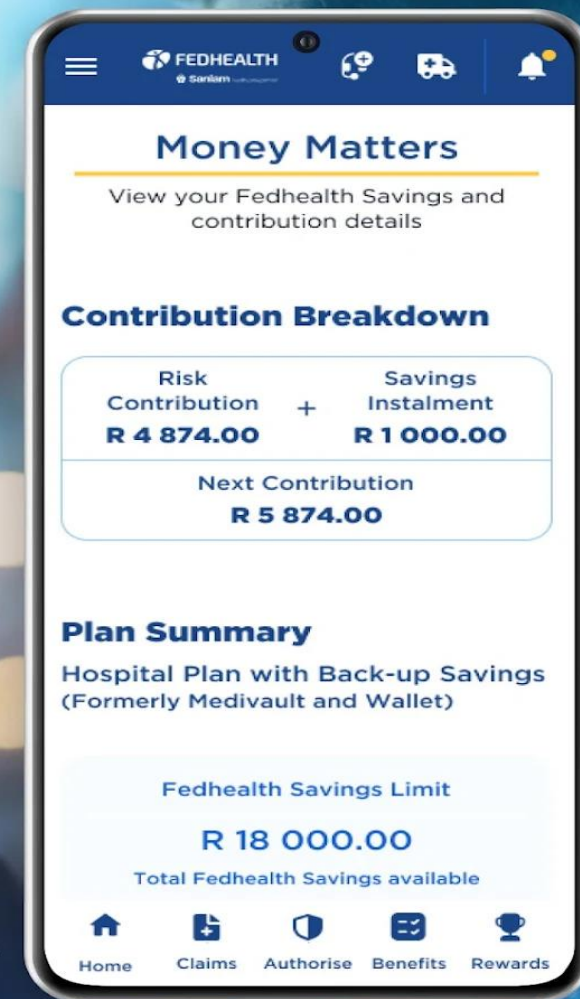 FEDHEALTH
Sanlam
Money Matters
View your Fedhealth Savings and
contribution details
Contribution Breakdown
Risk
Contribution
R 4 874.00
+
Savings
Instalment
R 1 000.00
Next Contribution
R 5 874.00
Plan Summary
Hospital Plan with Back-up Savings
(Formerly Medivault and Wallet)
Fedhealth Savings Limit
R 18 000.00
Total Fedhealth Savings available
Home Claims Authorise Benefits Rewards